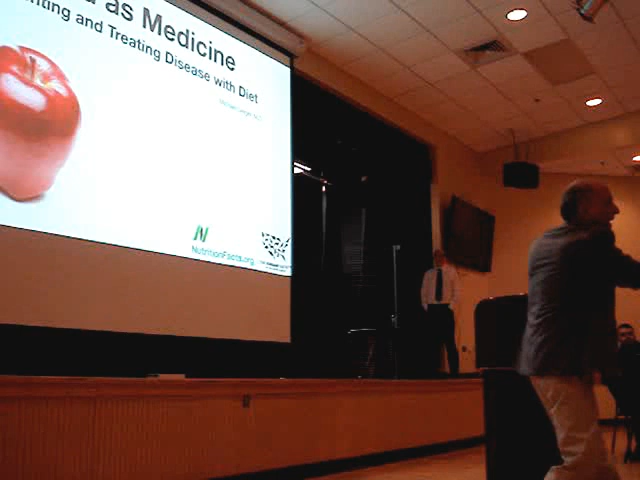 as Medicine
nting and Treating Disease with Diet
NutritionFacts.org